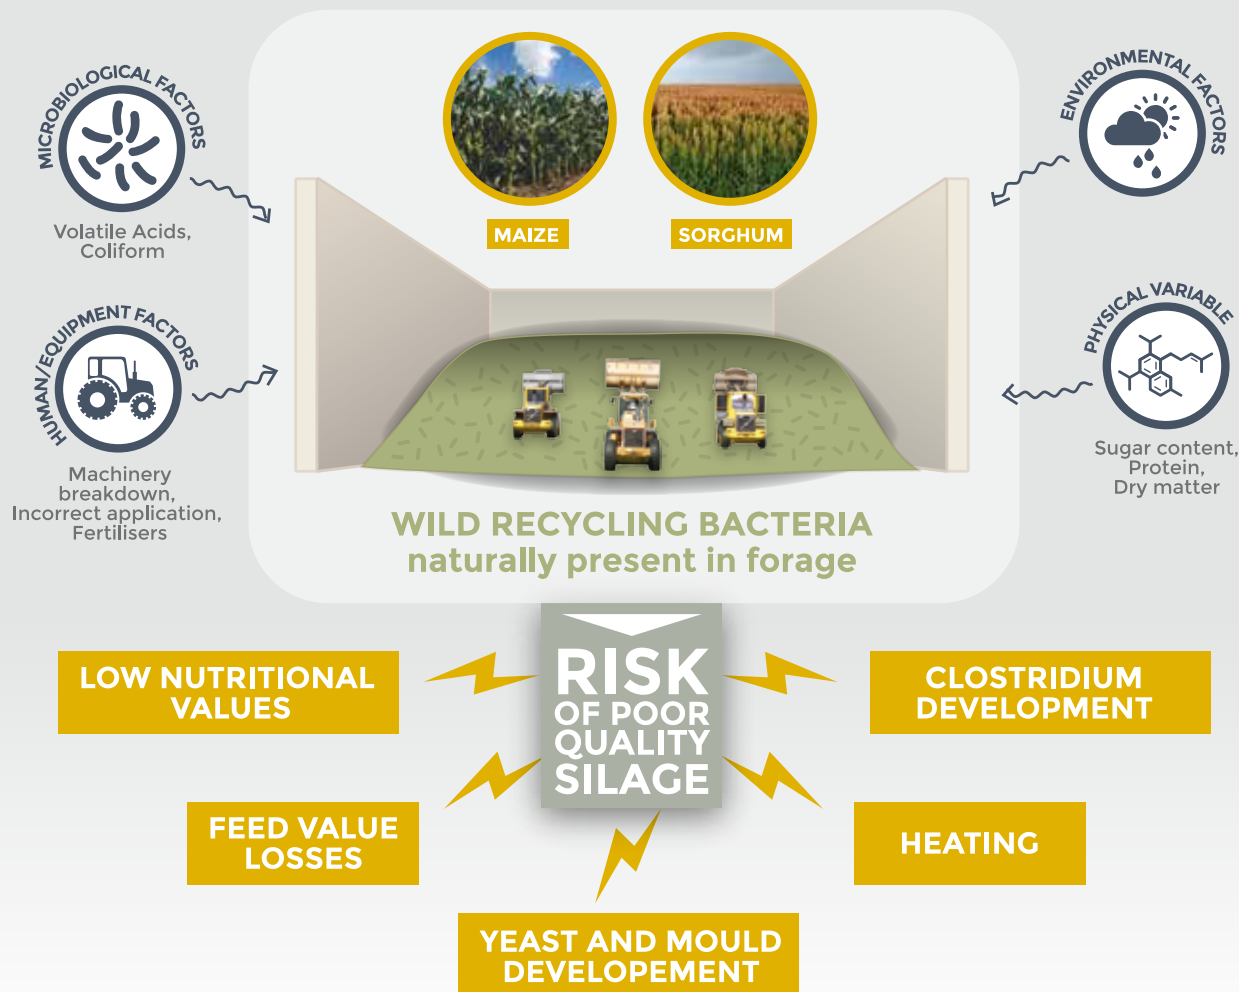 MICROBIOLOGICAL FACTORS
Volatile Acids,
Coliform
HUMAN/EQUIPMENT FACTORS
Machinery
breakdown,
Incorrect application,
Fertilisers
MAIZE
SORGHUM
ENVIRONMENTAL FACTORS
PHYSICAL VARIABLE
Sugar content,
Protein,
Dry matter
WILD RECYCLING BACTERIA
naturally present in forage
RISK
OF POOR
QUALITY
SILAGE
LOW NUTRITIONAL
VALUES
CLOSTRIDIUM
DEVELOPMENT
FEED VALUE
LOSSES
HEATING
YEAST AND MOULD
DEVELOPEMENT